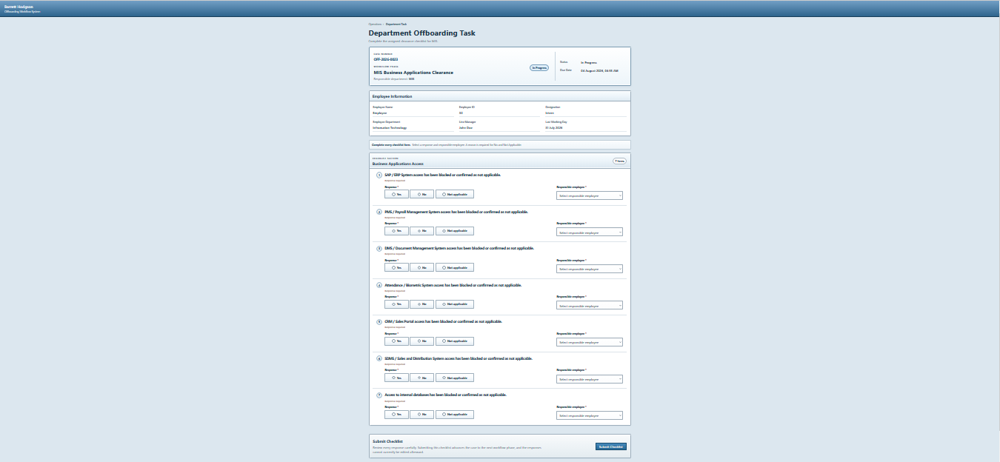 Barrett Hodgson
Offboarding Workflow System
Operations › Department Task
Department Offboarding Task
Complete the assigned clearance checklist for MIS.
CASE NUMBER
OFF-2026-0023
WORKFLOW PHASE
MIS Business Applications Clearance
Responsible department: MIS
In Progress
Status In Progress
Due Date 04 August 2026, 04:45 AM
Employee Information
Employee Name Employee ID Designation
Employee 50 Intern
Employee Department Line Manager Last Working Day
Information Technology John Doe 31 July 2026
Complete every checklist item. Select a response and responsible employee. A reason is required for No and Not Applicable.
Business Applications Access
7 items
1 SAP / ERP System access has been blocked or confirmed as not applicable.
Response required
Response * Responsible employee *
Yes No Not applicable Select responsible employee
2 PMS / Payroll Management System access has been blocked or confirmed as not applicable.
Response required
Response * Responsible employee *
Yes No Not applicable Select responsible employee
3 DMS / Document Management System access has been blocked or confirmed as not applicable.
Response required
Response * Responsible employee *
Yes No Not applicable Select responsible employee
4 Attendance / Biometric System access has been blocked or confirmed as not applicable.
Response required
Response * Responsible employee *
Yes No Not applicable Select responsible employee
5 CRM / Sales Portal access has been blocked or confirmed as not applicable.
Response required
Response * Responsible employee *
Yes No Not applicable Select responsible employee
6 SDMS / Sales and Distribution System access has been blocked or confirmed as not applicable.
Response required
Response * Responsible employee *
Yes No Not applicable Select responsible employee
7 Access to internal databases has been blocked or confirmed as not applicable.
Response required
Response * Responsible employee *
Yes No Not applicable Select responsible employee
Submit Checklist
Review every response carefully. Submitting this checklist advances the case to the next workflow phase, and the responses
cannot currently be edited afterward.
Submit Checklist